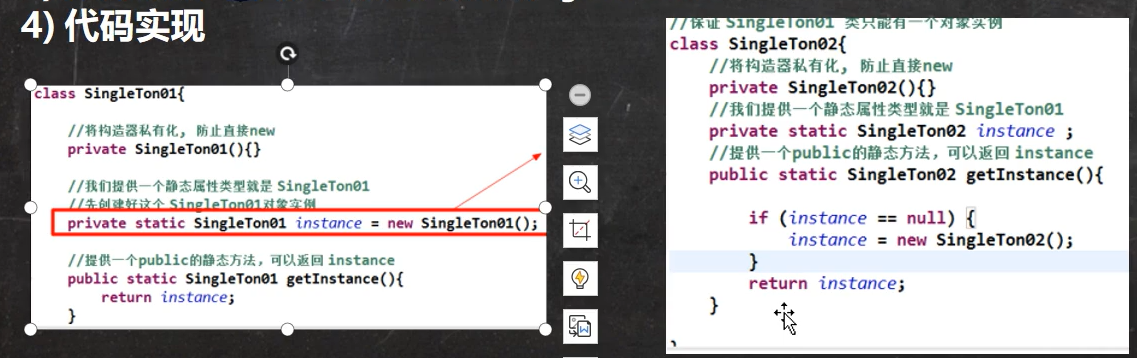 4) 代码实现
class SingleTon01{
//将构造器私有化, 防止直接new
private SingleTon01(){}
//我们提供一个静态属性类型就是 SingleTon01
//先创建好这个 SingleTon01对象实例
private static SingleTon01 instance = new SingleTon01();
//提供一个public的静态方法，可以返回 instance
public static SingleTon01 getInstance(){
return instance;
}
//保证 SingleTon01 类只能有一个对象实例
class SingleTon02{
//将构造器私有化, 防止直接new
private SingleTon02(){}
//我们提供一个静态属性类型就是 SingleTon01
private static SingleTon02 instance ;
//提供一个public的静态方法，可以返回 instance
public static SingleTon02 getInstance(){
if (instance == null) {
instance = new SingleTon02();
}
return instance;
}